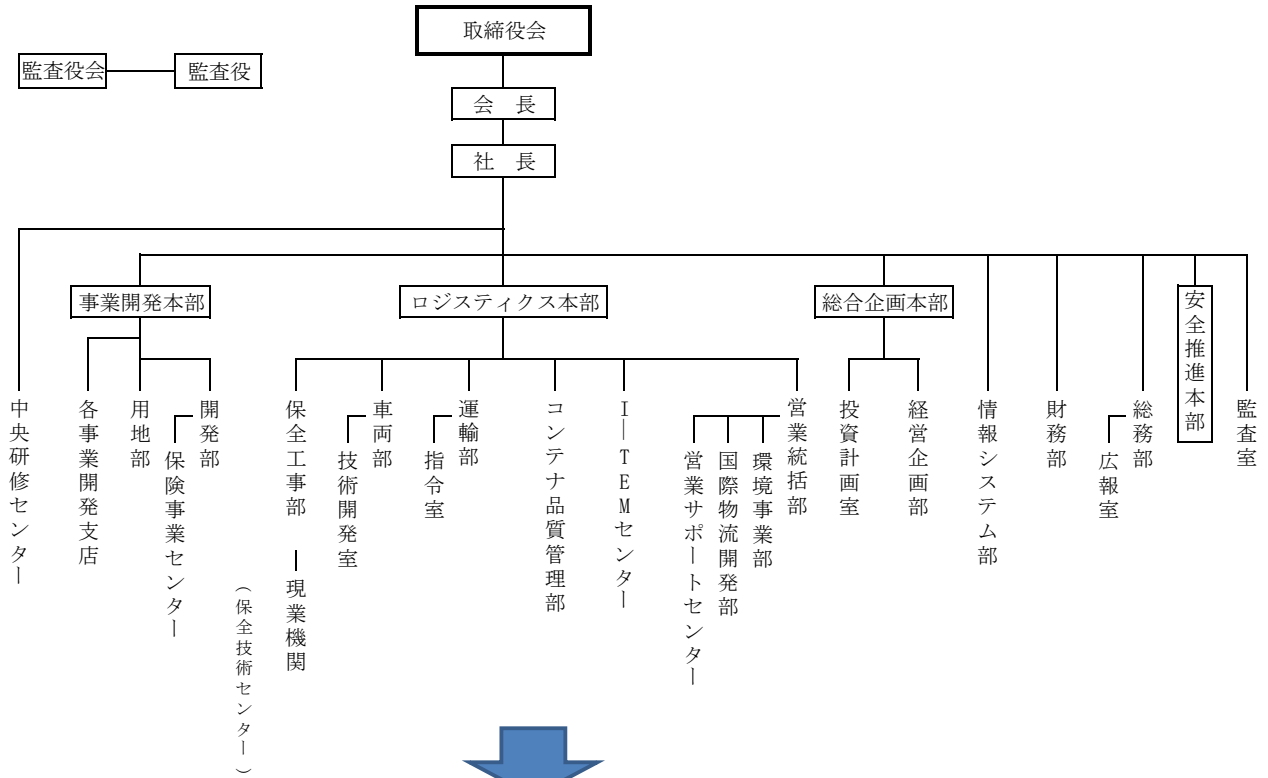 取締役会
監査役会
監査役
会　長
社　長
事業開発本部
ロジスティクス本部
総合企画本部
安全推進本部
監査室
総務部
広報室
財務部
情報システム部
経営企画部
投資計画室
営業統括部
環境事業部
国際物流開発部
営業サポートセンター
I―TEMセンター
コンテナ品質管理部
運輸部
指令室
車両部
技術開発室
保全工事部
現業機関
（保全技術センター）
開発部
保険事業センター
用地部
各事業開発支店
中央研修センター